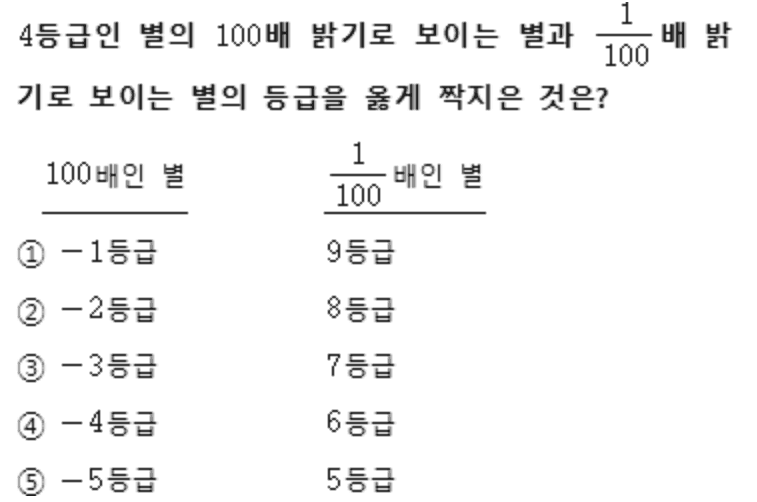 4등급인 별의 100배 밝기로 보이는 별과 1/100 배 밝
기로 보이는 별의 등급을 옳게 짝지은 것은?
100배인 별 1/100 배인 별
① -1등급 9등급
② -2등급 8등급
③ -3등급 7등급
④ -4등급 6등급
⑤ -5등급 5등급